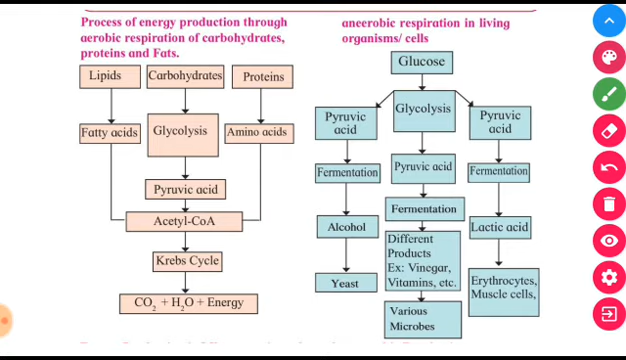 Process of energy production through
aerobic respiration of carbohydrates,
proteins and Fats.
Lipids
Carbohydrates
Proteins
Fatty acids
Glycolysis
Amino acids
Pyruvic acid
Acetyl-CoA
Krebs Cycle
CO₂ + H₂O + Energy
aneerobic respiration in living
organisms/ cells
Glucose
Pyruvic
acid
Glycolysis
Pyruvic
acid
Fermentation
Pyruvic acid
Fermentation
Alcohol
Fermentation
Lactic acid
Yeast
Different
Products
Ex: Vinegar,
Vitamins, etc.
Erythrocytes,
Muscle cells,
Various
Microbes